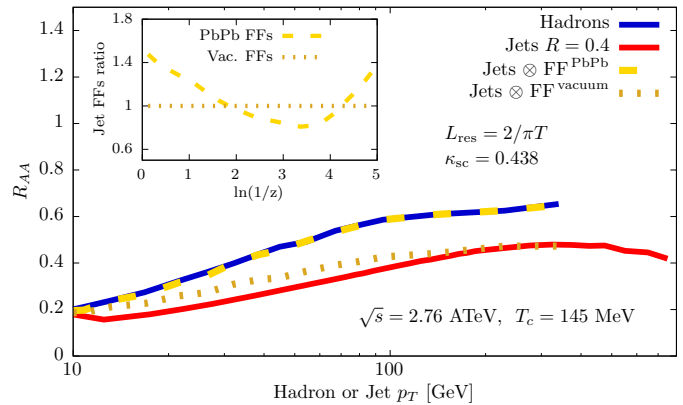 1.5
1.2
1
0.8
0.6
0.4
0.2
0
R_AA
10
100
Hadron or Jet p_T [GeV]
Hadrons
Jets R = 0.4
Jets ⊗ FF^PbPb
Jets ⊗ FF^vacuum
L_res = 2/πT
κ_sc = 0.438
√s = 2.76 ATeV, T_c = 145 MeV
1.8
1.4
1
0.6
Jet FFs ratio
PbPb FFs
Vac. FFs
0
1
2
3
4
5
ln(1/z)